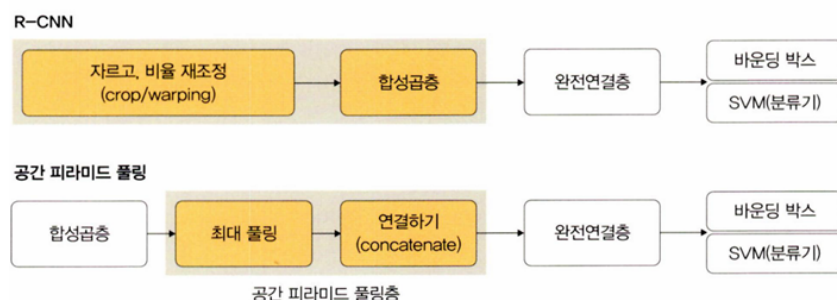 R-CNN
자르고, 비율 재조정
(crop/warping)
합성곱층
완전연결층
바운딩 박스
SVM(분류기)
공간 피라미드 풀링
합성곱층
최대 풀링
연결하기
(concatenate)
완전연결층
바운딩 박스
SVM(분류기)
공간 피라미드 풀링층